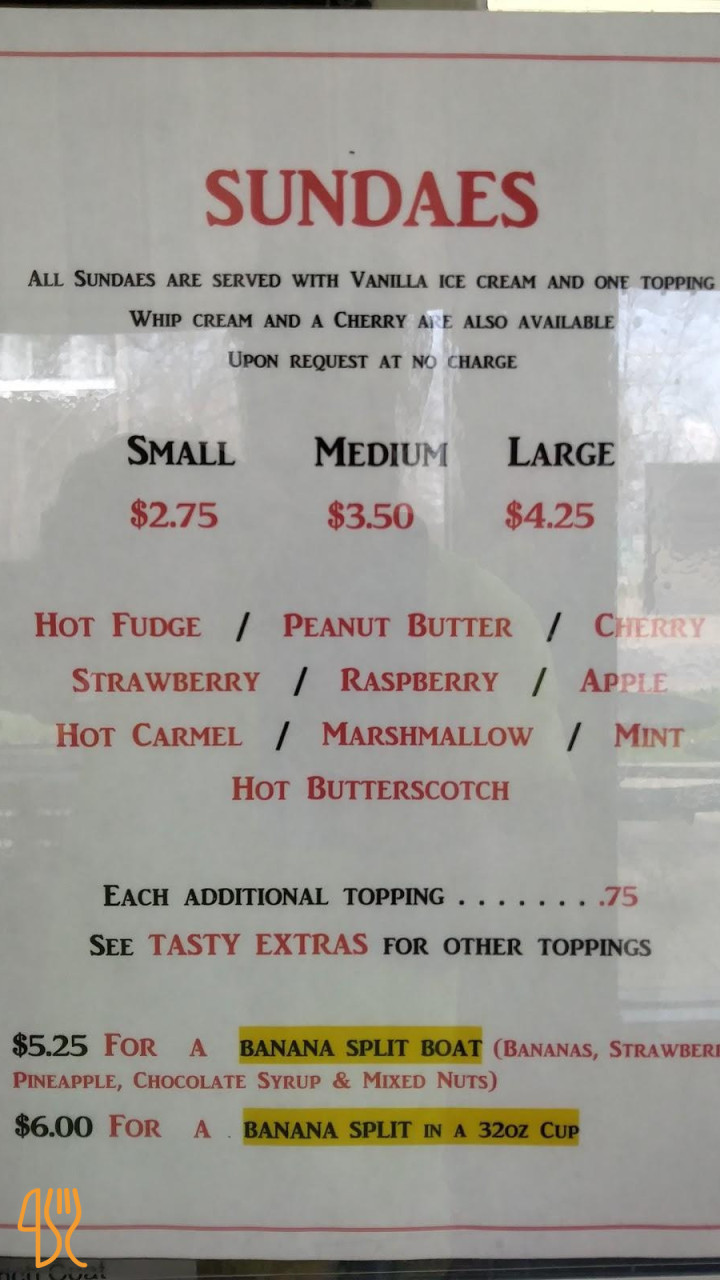 SUNDAES
ALL SUNDAES ARE SERVED WITH VANILLA ICE CREAM AND ONE TOPPING
WHIP CREAM AND A CHERRY ARE ALSO AVAILABLE
UPON REQUEST AT NO CHARGE
SMALL MEDIUM LARGE
$2.75 $3.50 $4.25
HOT FUDGE / PEANUT BUTTER / CHERRY
STRAWBERRY / RASPBERRY / APPLE
HOT CARMEL / MARSHMALLOW / MINT
HOT BUTTERSCOTCH
EACH ADDITIONAL TOPPING . . . . . . . . .75
SEE TASTY EXTRAS FOR OTHER TOPPINGS
$5.25 FOR A BANANA SPLIT BOAT (BANANAS,
PINEAPPLE, CHOCOLATE SYRUP & MIXED NUTS)
$6.00 FOR A BANANA SPLIT IN A 32OZ CUP